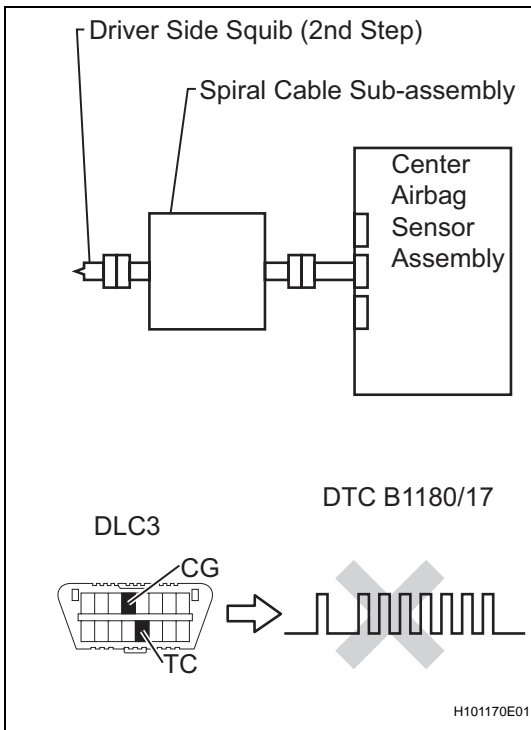 Driver Side Squib (2nd Step)
Spiral Cable Sub-assembly
Center
Airbag
Sensor
Assembly
DTC B1180/17
DLC3
CG
TC
H101170E01